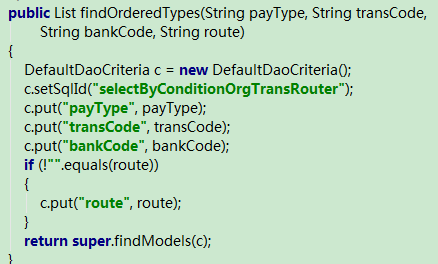 public List findOrderedTypes(String payType, String transCode,
String bankCode, String route)
{
DefaultDaoCriteria c = new DefaultDaoCriteria();
c.setSqlId("selectByConditionOrgTransRouter");
c.put("payType", payType);
c.put("transCode", transCode);
c.put("bankCode", bankCode);
if (!"".equals(route))
{
c.put("route", route);
}
return super.findModels(c);
}